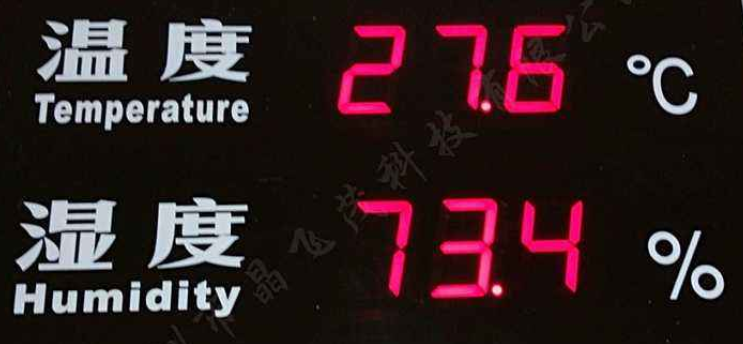 温度 27.6 ℃
Temperature
湿度 73.4 %
Humidity